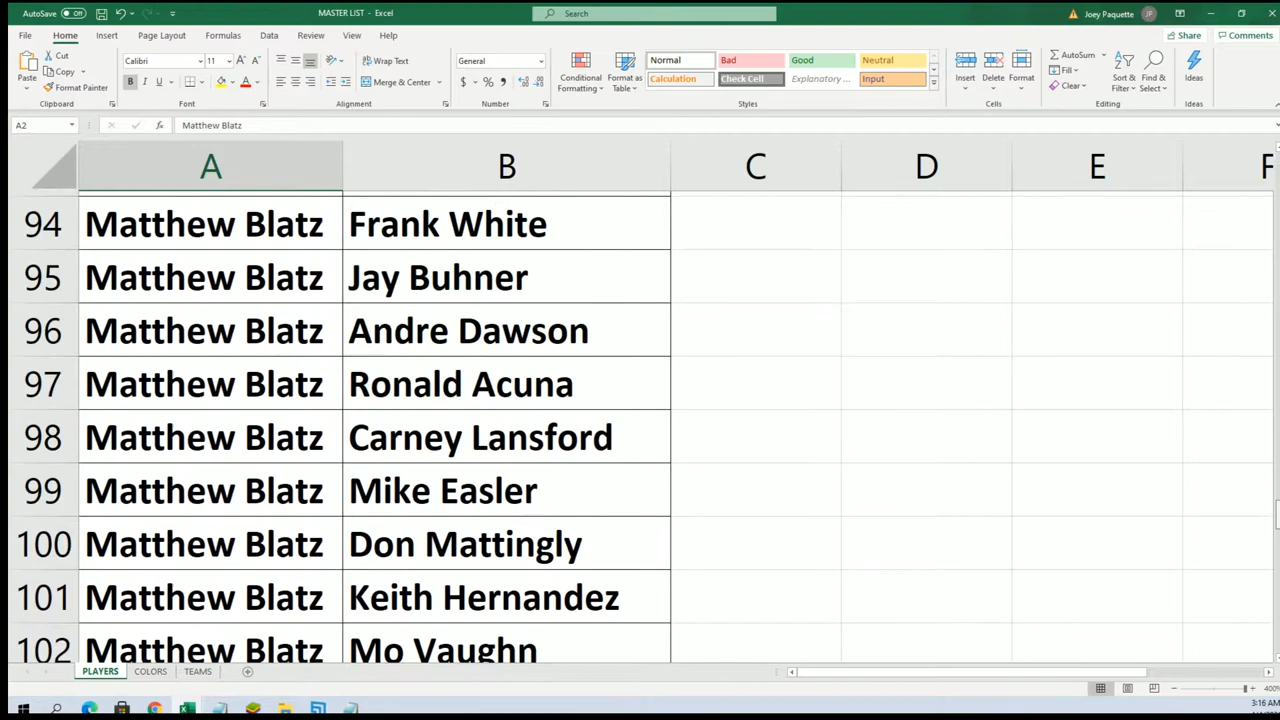 AutoSave Off MASTER LIST - Excel Search Joey Paquette JP
File Home Insert Page Layout Formulas Data Review View Help Share Comments
Paste Cut Copy Format Painter Clipboard
Calibri 11 A A B I U A Font
Wrap Text Merge & Center Alignment
General $ % Number
Conditional Formatting Format as Table
Normal Bad Good Neutral
Calculation Check Cell Explanatory ... Input
Styles
Insert Delete Format Cells
AutoSum Fill Clear Sort & Filter Find & Select Editing
Ideas Ideas
A2 fx Matthew Blatz
A B C D E F
94 Matthew Blatz Frank White
95 Matthew Blatz Jay Buhner
96 Matthew Blatz Andre Dawson
97 Matthew Blatz Ronald Acuna
98 Matthew Blatz Carney Lansford
99 Matthew Blatz Mike Easler
100 Matthew Blatz Don Mattingly
101 Matthew Blatz Keith Hernandez
102 Matthew Blatz Mo Vaughn
PLAYERS COLORS TEAMS
400%
3:16 AM